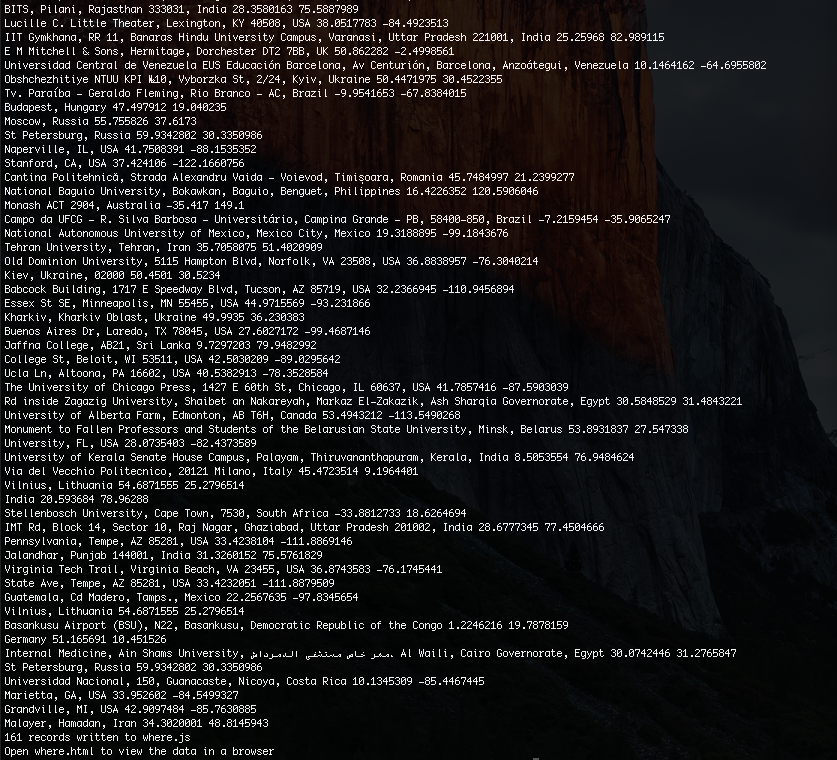 BITS, Pilani, Rajasthan 333031, India 28.3580163 75.5887989
Lucille C. Little Theater, Lexington, KY 40508, USA 38.0517783 -84.4923513
IIT Gymkhana, RR 11, Banaras Hindu University Campus, Varanasi, Uttar Pradesh 221001, India 25.25968 82.989115
E M Mitchell & Sons, Hermitage, Dorchester DT2 7BB, UK 50.862282 -2.4998561
Universidad Central de Venezuela EUS Educación Barcelona, Av Centurión, Barcelona, Anzoátegui, Venezuela 10.1464162 -64.6955802
Obshchezhitiye NTUU KPI №10, Vyborzka St, 2/24, Kyiv, Ukraine 50.4471975 30.4522355
Tv. Paraíba - Geraldo Fleming, Rio Branco - AC, Brazil -9.9541653 -67.8384015
Budapest, Hungary 47.497912 19.040235
Moscow, Russia 55.755826 37.6173
St Petersburg, Russia 59.9342802 30.3350986
Naperville, IL, USA 41.7508391 -88.1535352
Stanford, CA, USA 37.424106 -122.1660756
Cantina Politehnică, Strada Alexandru Vaida - Voievod, Timișoara, Romania 45.7484997 21.2399277
National Baguio University, Bokawkan, Baguio, Benguet, Philippines 16.4226352 120.5906046
Monash ACT 2904, Australia -35.417 149.1
Campo da UFCG - R. Silva Barbosa - Universitário, Campina Grande - PB, 58400-850, Brazil -7.2159454 -35.9065247
National Autonomous University of Mexico, Mexico City, Mexico 19.3188895 -99.1843676
Tehran University, Tehran, Iran 35.7058075 51.4020909
Old Dominion University, 5115 Hampton Blvd, Norfolk, VA 23508, USA 36.8838957 -76.3040214
Kiev, Ukraine, 02000 50.4501 30.5234
Babcock Building, 1717 E Speedway Blvd, Tucson, AZ 85719, USA 32.2366945 -110.9456894
Essex St SE, Minneapolis, MN 55455, USA 44.9715569 -93.231866
Kharkiv, Kharkiv Oblast, Ukraine 49.9935 36.230383
Buenos Aires Dr, Laredo, TX 78045, USA 27.6027172 -99.4687146
Jaffna College, AB21, Sri Lanka 9.7297203 79.9482992
College St, Beloit, WI 53511, USA 42.5030209 -89.0295642
Ucla Ln, Altoona, PA 16602, USA 40.5382913 -78.3528584
The University of Chicago Press, 1427 E 60th St, Chicago, IL 60637, USA 41.7857416 -87.5903039
Rd inside Zagazig University, Shaibet an Nakareyah, Markaz El-Zakazik, Ash Sharqia Governorate, Egypt 30.5848529 31.4843221
University of Alberta Farm, Edmonton, AB T6H, Canada 53.4943212 -113.5490268
Monument to Fallen Professors and Students of the Belarusian State University, Minsk, Belarus 53.8931837 27.547338
University, FL, USA 28.0735403 -82.4373589
University of Kerala Senate House Campus, Palayam, Thiruvananthapuram, Kerala, India 8.5053554 76.9484624
Via del Vecchio Politecnico, 20121 Milano, Italy 45.4723514 9.1964401
Vilnius, Lithuania 54.6871555 25.2796514
India 20.593684 78.96288
Stellenbosch University, Cape Town, 7530, South Africa -33.8812733 18.6264694
IMT Rd, Block 14, Sector 10, Raj Nagar, Ghaziabad, Uttar Pradesh 201002, India 28.6777345 77.4504666
Pennsylvania, Tempe, AZ 85281, USA 33.4238104 -111.8869146
Jalandhar, Punjab 144001, India 31.3260152 75.5761829
Virginia Tech Trail, Virginia Beach, VA 23455, USA 36.8743583 -76.1745441
State Ave, Tempe, AZ 85281, USA 33.4232051 -111.8879509
Guatemala, Cd Madero, Tamps., Mexico 22.2567635 -97.8345654
Vilnius, Lithuania 54.6871555 25.2796514
Basankusu Airport (BSU), N22, Basankusu, Democratic Republic of the Congo 1.2246216 19.7878159
Germany 51.165691 10.451526
Internal Medicine, Ain Shams University, ممر خاص مستشفي الدمرداش، Al Waili, Cairo Governorate, Egypt 30.0742446 31.2765847
St Petersburg, Russia 59.9342802 30.3350986
Universidad Nacional, 150, Guanacaste, Nicoya, Costa Rica 10.1345309 -85.4467445
Marietta, GA, USA 33.952602 -84.5499327
Grandville, MI, USA 42.9097484 -85.7630885
Malayer, Hamadan, Iran 34.3020001 48.8145943
161 records written to where.js
Open where.html to view the data in a browser